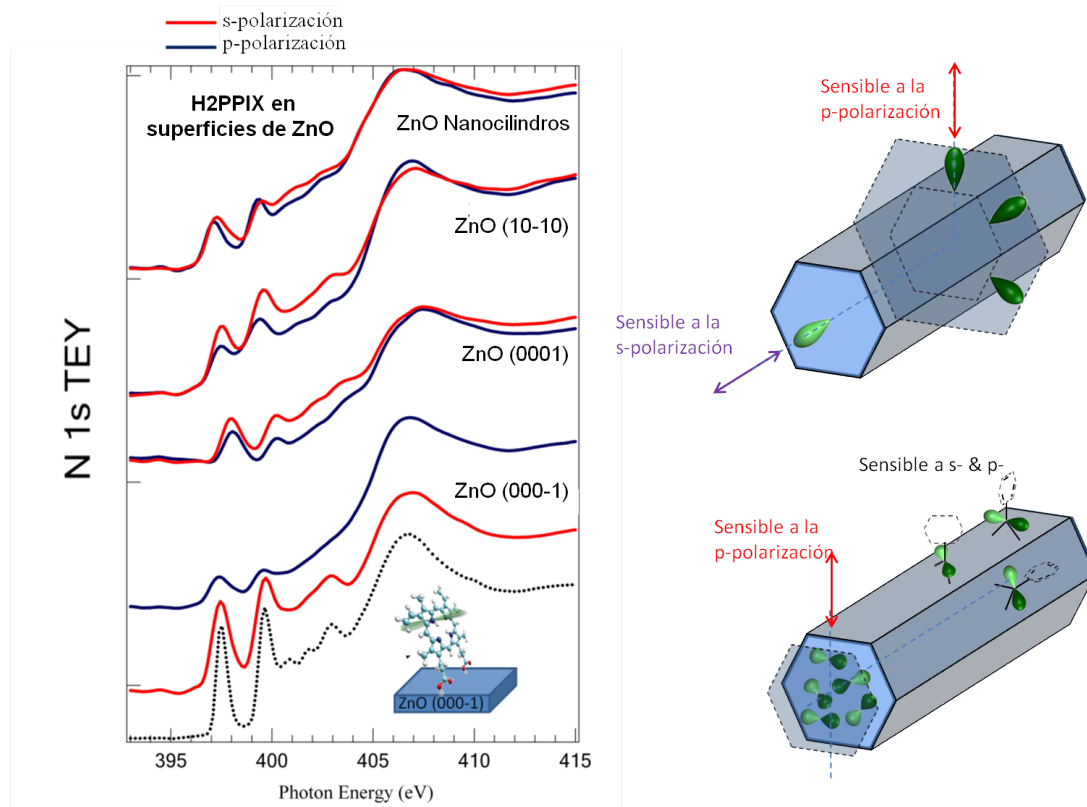 s-polarización
p-polarización
H2PPIX en
superficies de ZnO
ZnO Nanocilindros
ZnO (10-10)
ZnO (0001)
ZnO (000-1)
ZnO (000-1)
N 1s TEY
395
400
405
410
415
Photon Energy (eV)
Sensible a la
p-polarización
Sensible a la
s-polarización
Sensible a s- & p-
Sensible a la
p-polarización